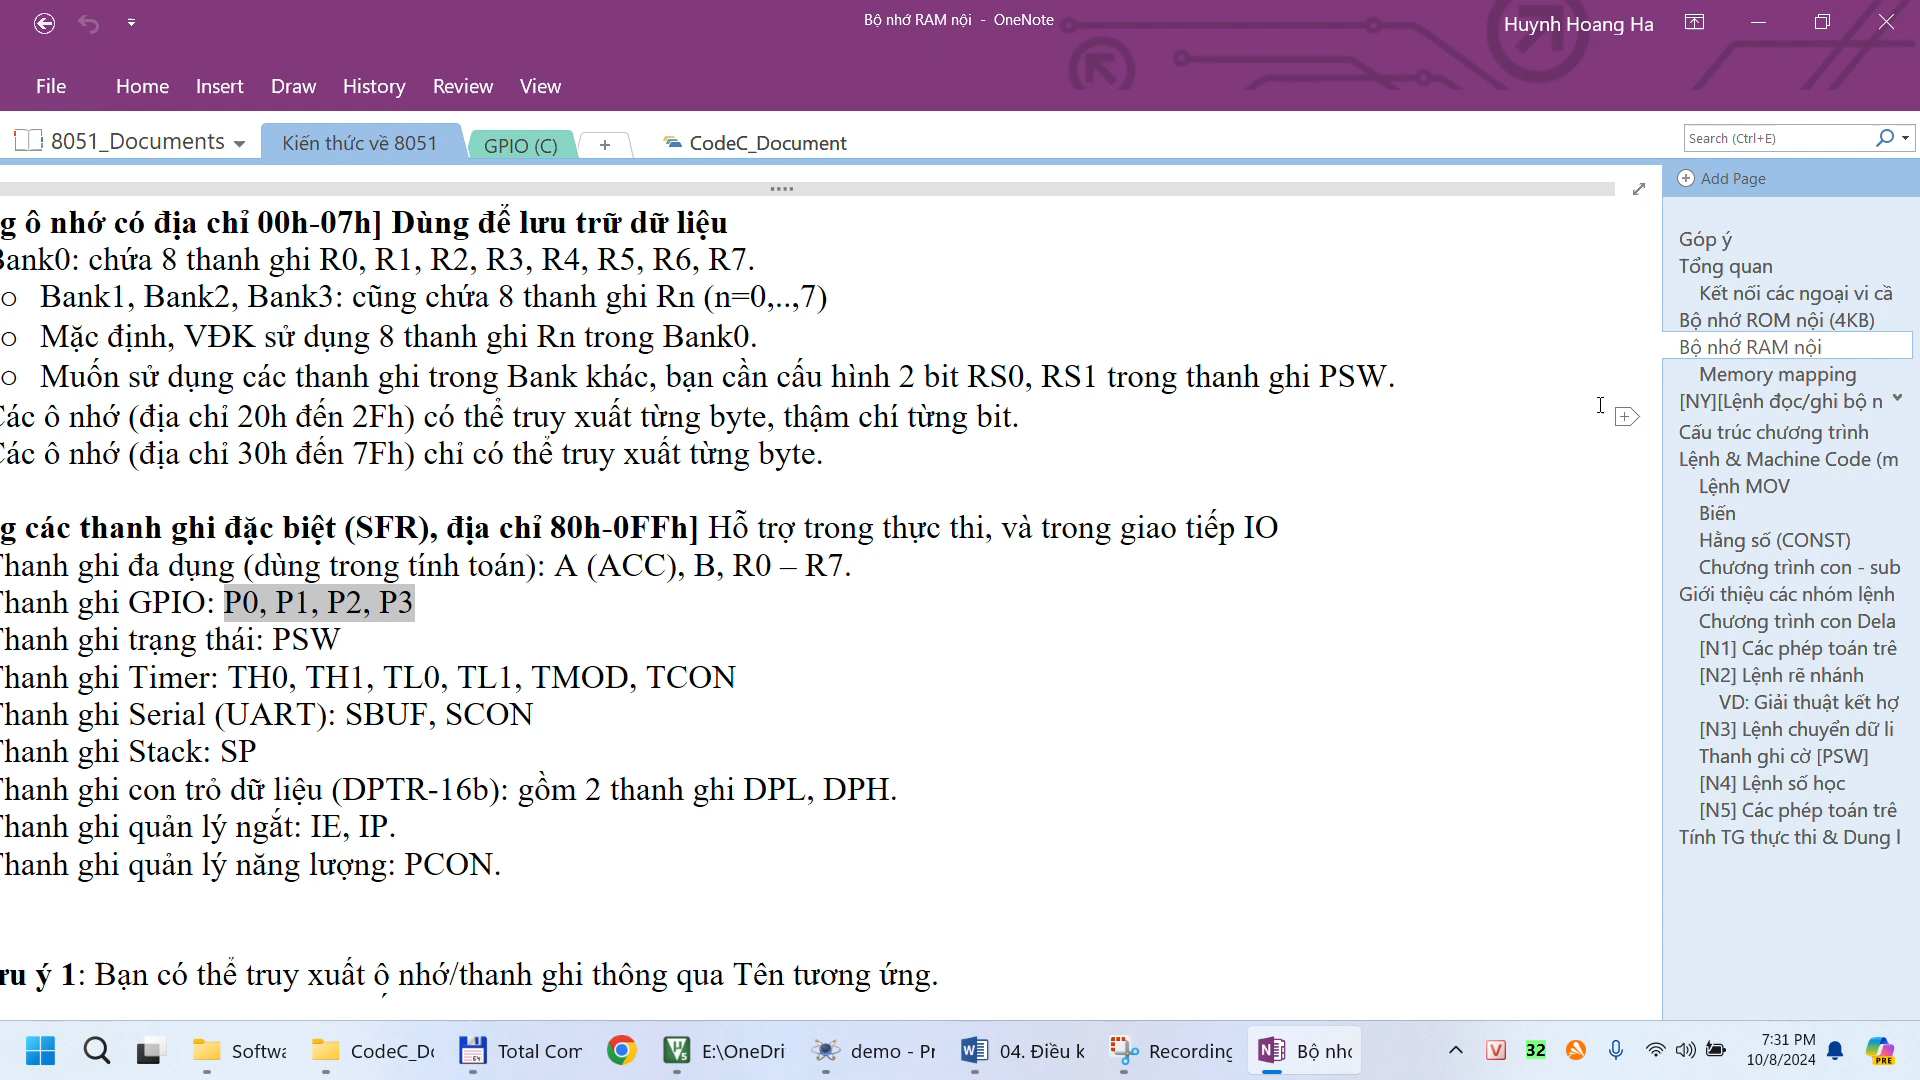 Bộ nhớ RAM nội - OneNote
Huynh Hoang Ha
File Home Insert Draw History Review View
8051_Documents
Kiến thức về 8051
GPIO (C)
+
CodeC_Document
Search (Ctrl+E)
g ô nhớ có địa chỉ 00h-07h] Dùng để lưu trữ dữ liệu
Bank0: chứa 8 thanh ghi R0, R1, R2, R3, R4, R5, R6, R7.
o Bank1, Bank2, Bank3: cũng chứa 8 thanh ghi Rn (n=0,..,7)
o Mặc định, VĐK sử dụng 8 thanh ghi Rn trong Bank0.
o Muốn sử dụng các thanh ghi trong Bank khác, bạn cần cấu hình 2 bit RS0, RS1 trong thanh ghi PSW.
Các ô nhớ (địa chỉ 20h đến 2Fh) có thể truy xuất từng byte, thậm chí từng bit.
Các ô nhớ (địa chỉ 30h đến 7Fh) chỉ có thể truy xuất từng byte.
g các thanh ghi đặc biệt (SFR), địa chỉ 80h-0FFh] Hỗ trợ trong thực thi, và trong giao tiếp IO
Thanh ghi đa dụng (dùng trong tính toán): A (ACC), B, R0 – R7.
Thanh ghi GPIO: P0, P1, P2, P3
Thanh ghi trạng thái: PSW
Thanh ghi Timer: TH0, TH1, TL0, TL1, TMOD, TCON
Thanh ghi Serial (UART): SBUF, SCON
Thanh ghi Stack: SP
Thanh ghi con trỏ dữ liệu (DPTR-16b): gồm 2 thanh ghi DPL, DPH.
Thanh ghi quản lý ngắt: IE, IP.
Thanh ghi quản lý năng lượng: PCON.
ưu ý 1: Bạn có thể truy xuất ô nhớ/thanh ghi thông qua Tên tương ứng.
Add Page
Góp ý
Tổng quan
Kết nối các ngoại vi cầ
Bộ nhớ ROM nội (4KB)
Bộ nhớ RAM nội
Memory mapping
[NY][Lệnh đọc/ghi bộ n
Cấu trúc chương trình
Lệnh & Machine Code (m
Lệnh MOV
Biến
Hằng số (CONST)
Chương trình con - sub
Giới thiệu các nhóm lệnh
Chương trình con Dela
[N1] Các phép toán trê
[N2] Lệnh rẽ nhánh
VD: Giải thuật kết hợ
[N3] Lệnh chuyển dữ li
Thanh ghi cờ [PSW]
[N4] Lệnh số học
[N5] Các phép toán trê
Tính TG thực thi & Dung l
Softwa
CodeC_Do
Total Com
E:\OneDri
demo - Pr
04. Điều k
Recording
Bộ nhớ
32
7:31 PM
10/8/2024
PRE